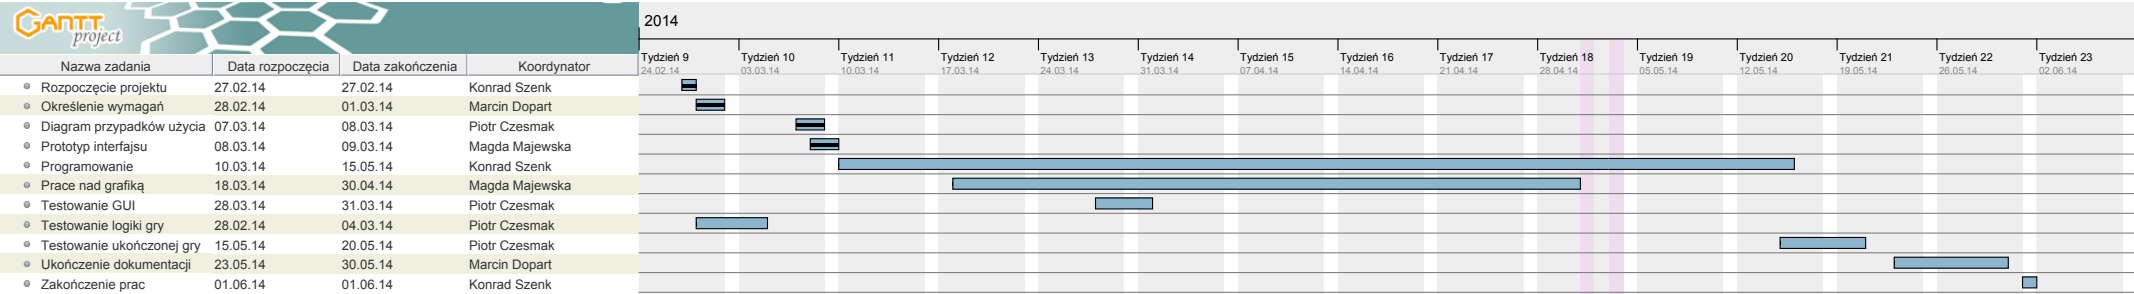 GANTT
project
2014
Tydzień 9 Tydzień 10 Tydzień 11 Tydzień 12 Tydzień 13 Tydzień 14 Tydzień 15 Tydzień 16 Tydzień 17 Tydzień 18 Tydzień 19 Tydzień 20 Tydzień 21 Tydzień 22 Tydzień 23
24.02.14 03.03.14 10.03.14 17.03.14 24.03.14 31.03.14 07.04.14 14.04.14 21.04.14 28.04.14 05.05.14 12.05.14 19.05.14 26.05.14 02.06.14
Nazwa zadania Data rozpoczęcia Data zakończenia Koordynator
Rozpoczęcie projektu 27.02.14 27.02.14 Konrad Szenk
Określenie wymagań 28.02.14 01.03.14 Marcin Dopart
Diagram przypadków użycia 07.03.14 08.03.14 Piotr Czesmak
Prototyp interfajsu 08.03.14 09.03.14 Magda Majewska
Programowanie 10.03.14 15.05.14 Konrad Szenk
Prace nad grafiką 18.03.14 30.04.14 Magda Majewska
Testowanie GUI 28.03.14 31.03.14 Piotr Czesmak
Testowanie logiki gry 28.02.14 04.03.14 Piotr Czesmak
Testowanie ukończonej gry 15.05.14 20.05.14 Piotr Czesmak
Ukończenie dokumentacji 23.05.14 30.05.14 Marcin Dopart
Zakończenie prac 01.06.14 01.06.14 Konrad Szenk